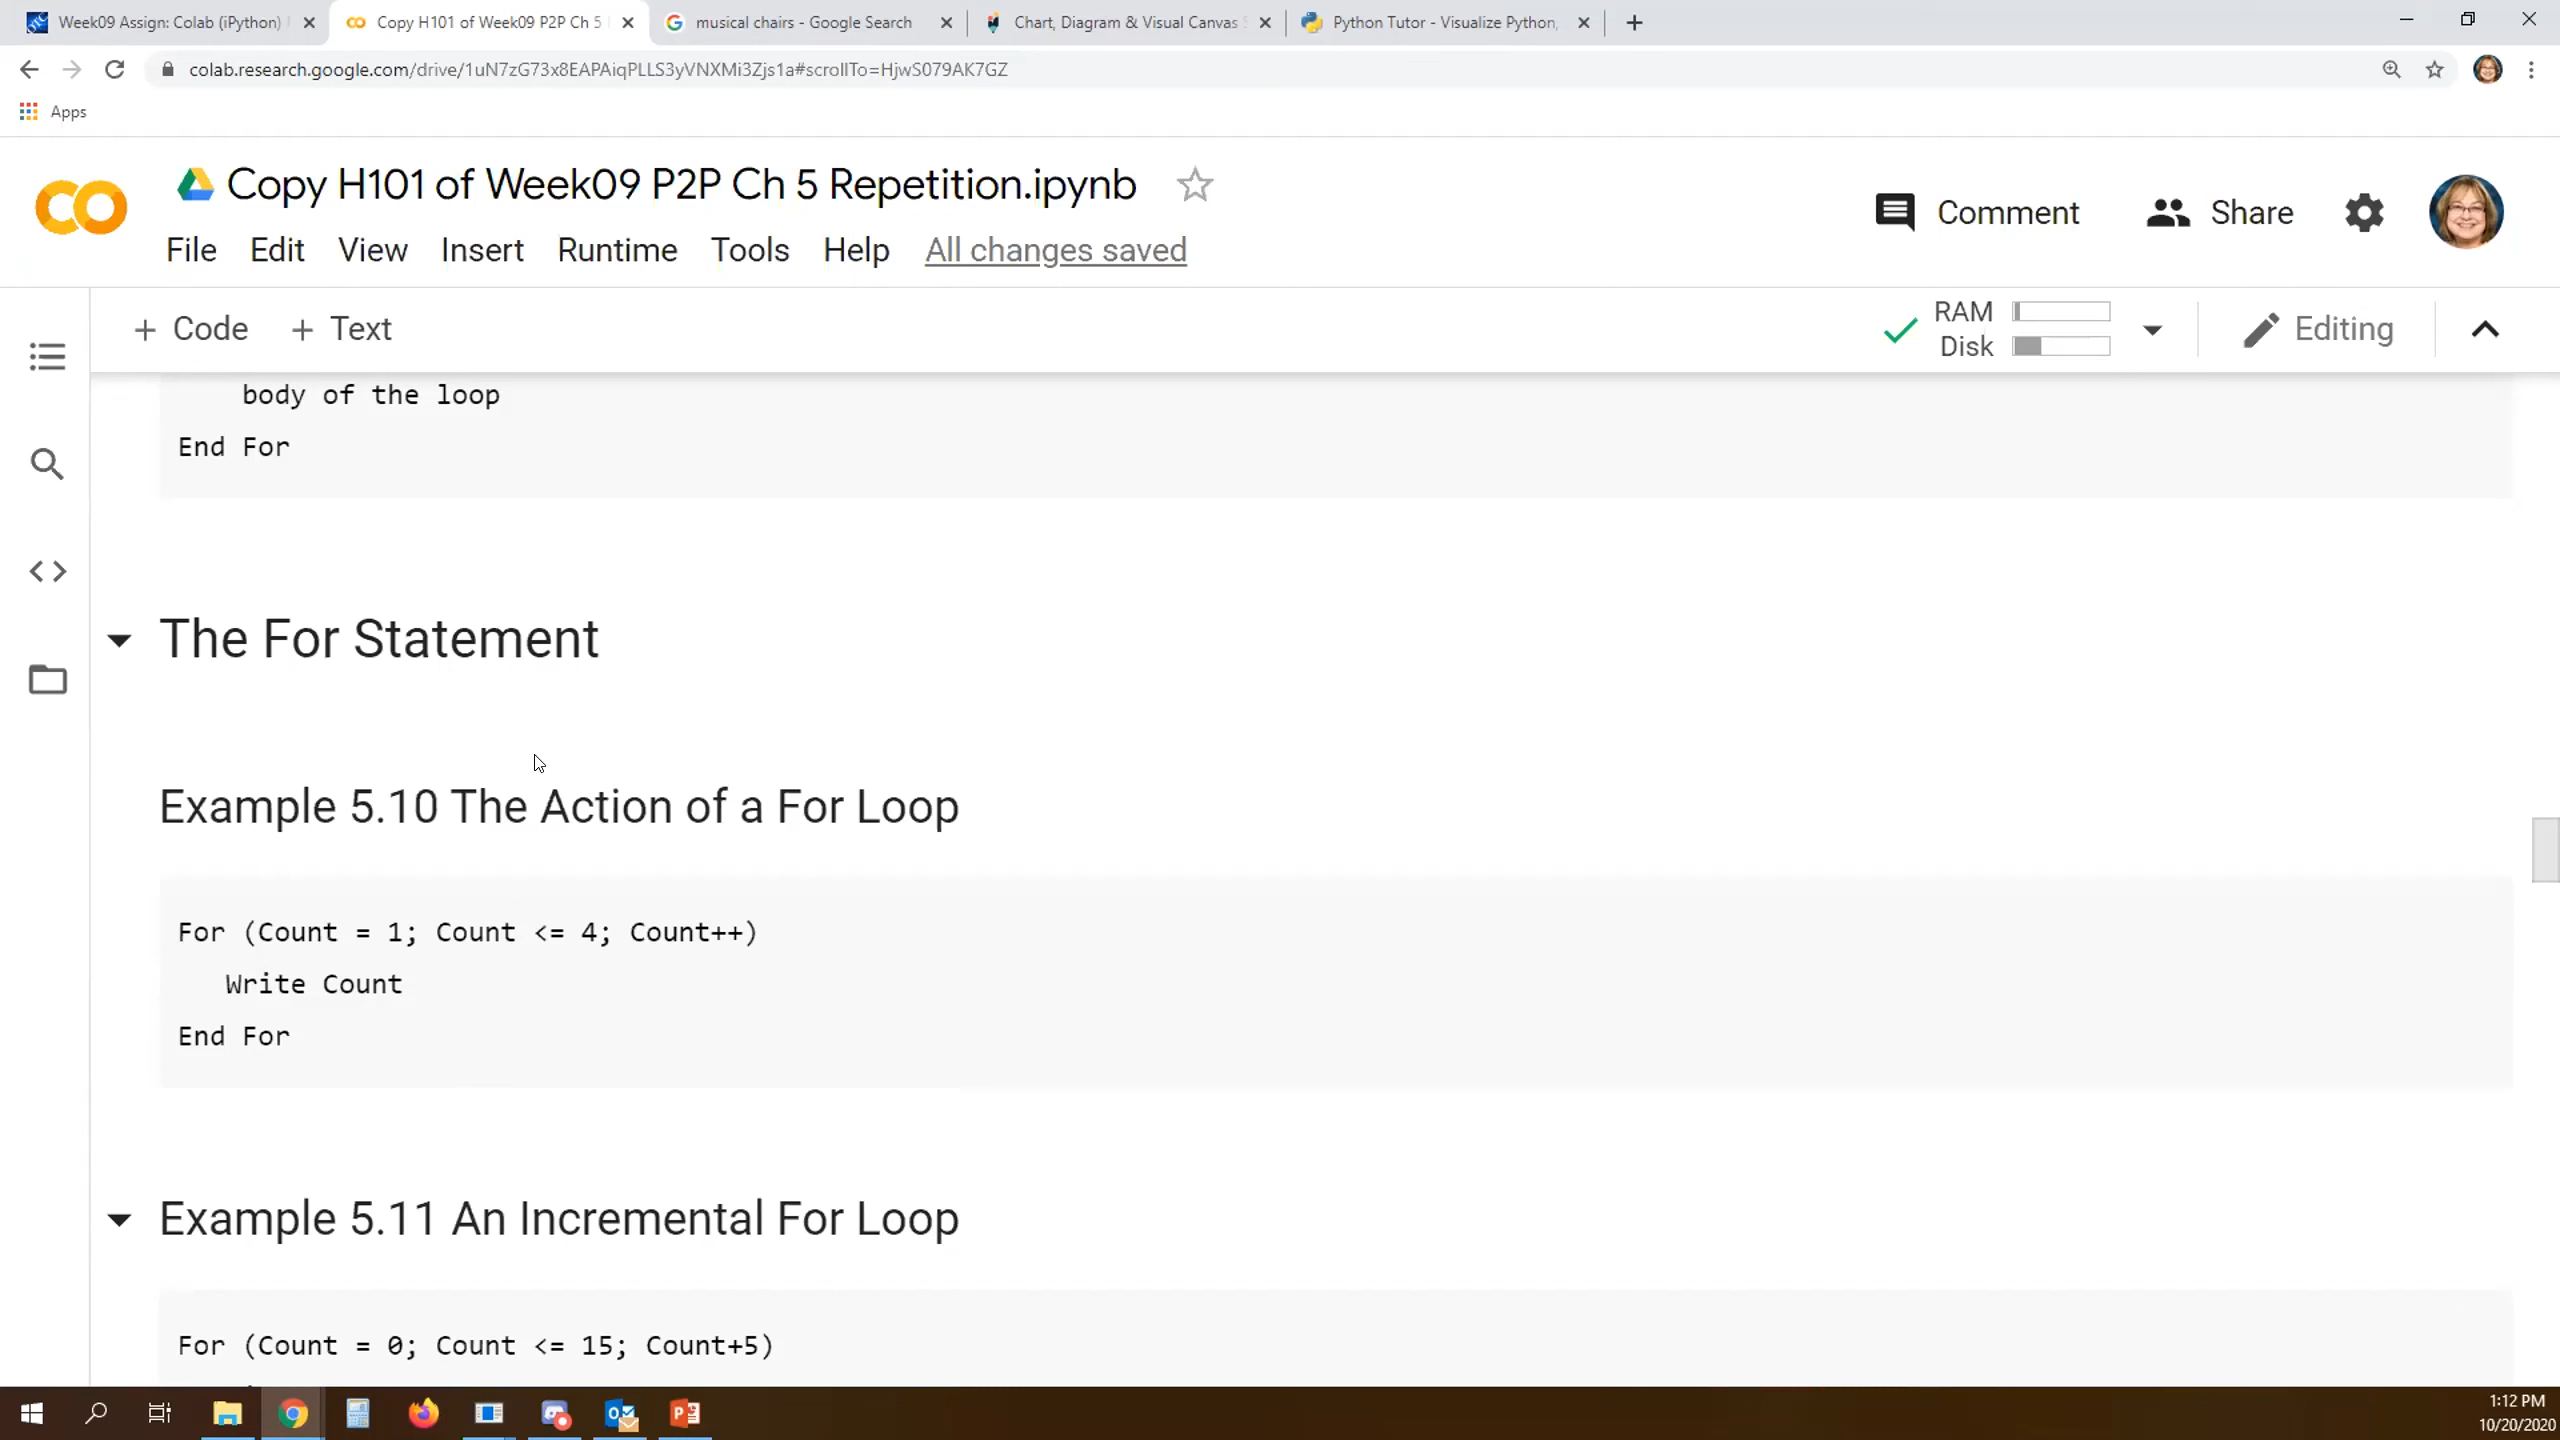 Week09 Assign: Colab (iPython)
Copy H101 of Week09 P2P Ch 5
musical chairs - Google Search
Chart, Diagram & Visual Canvas
Python Tutor - Visualize Python,
colab.research.google.com/drive/1uN7zG73x8EAPAiqPLLS3yVNXMi3Zjs1a#scrollTo=HjwS079AK7GZ
Apps
Copy H101 of Week09 P2P Ch 5 Repetition.ipynb
Comment
Share
File Edit View Insert Runtime Tools Help All changes saved
+ Code + Text
RAM
Disk
Editing
body of the loop
End For
The For Statement
Example 5.10 The Action of a For Loop
For (Count = 1; Count <= 4; Count++)
Write Count
End For
Example 5.11 An Incremental For Loop
For (Count = 0; Count <= 15; Count+5)
1:12 PM
10/20/2020